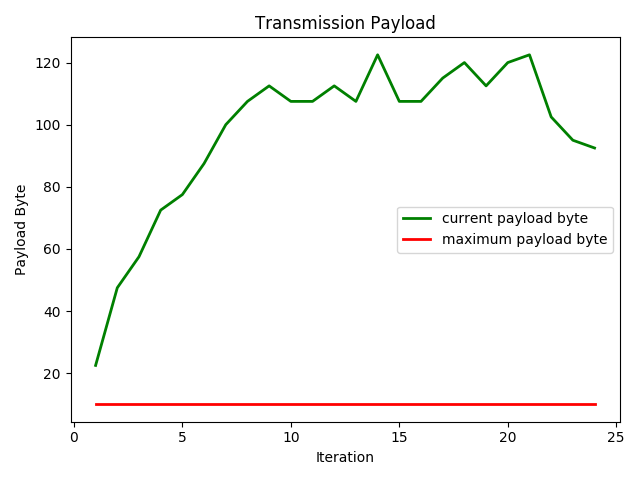 Transmission Payload
Payload Byte
120
100
80
60
40
20
current payload byte
maximum payload byte
0
5
10
15
20
25
Iteration